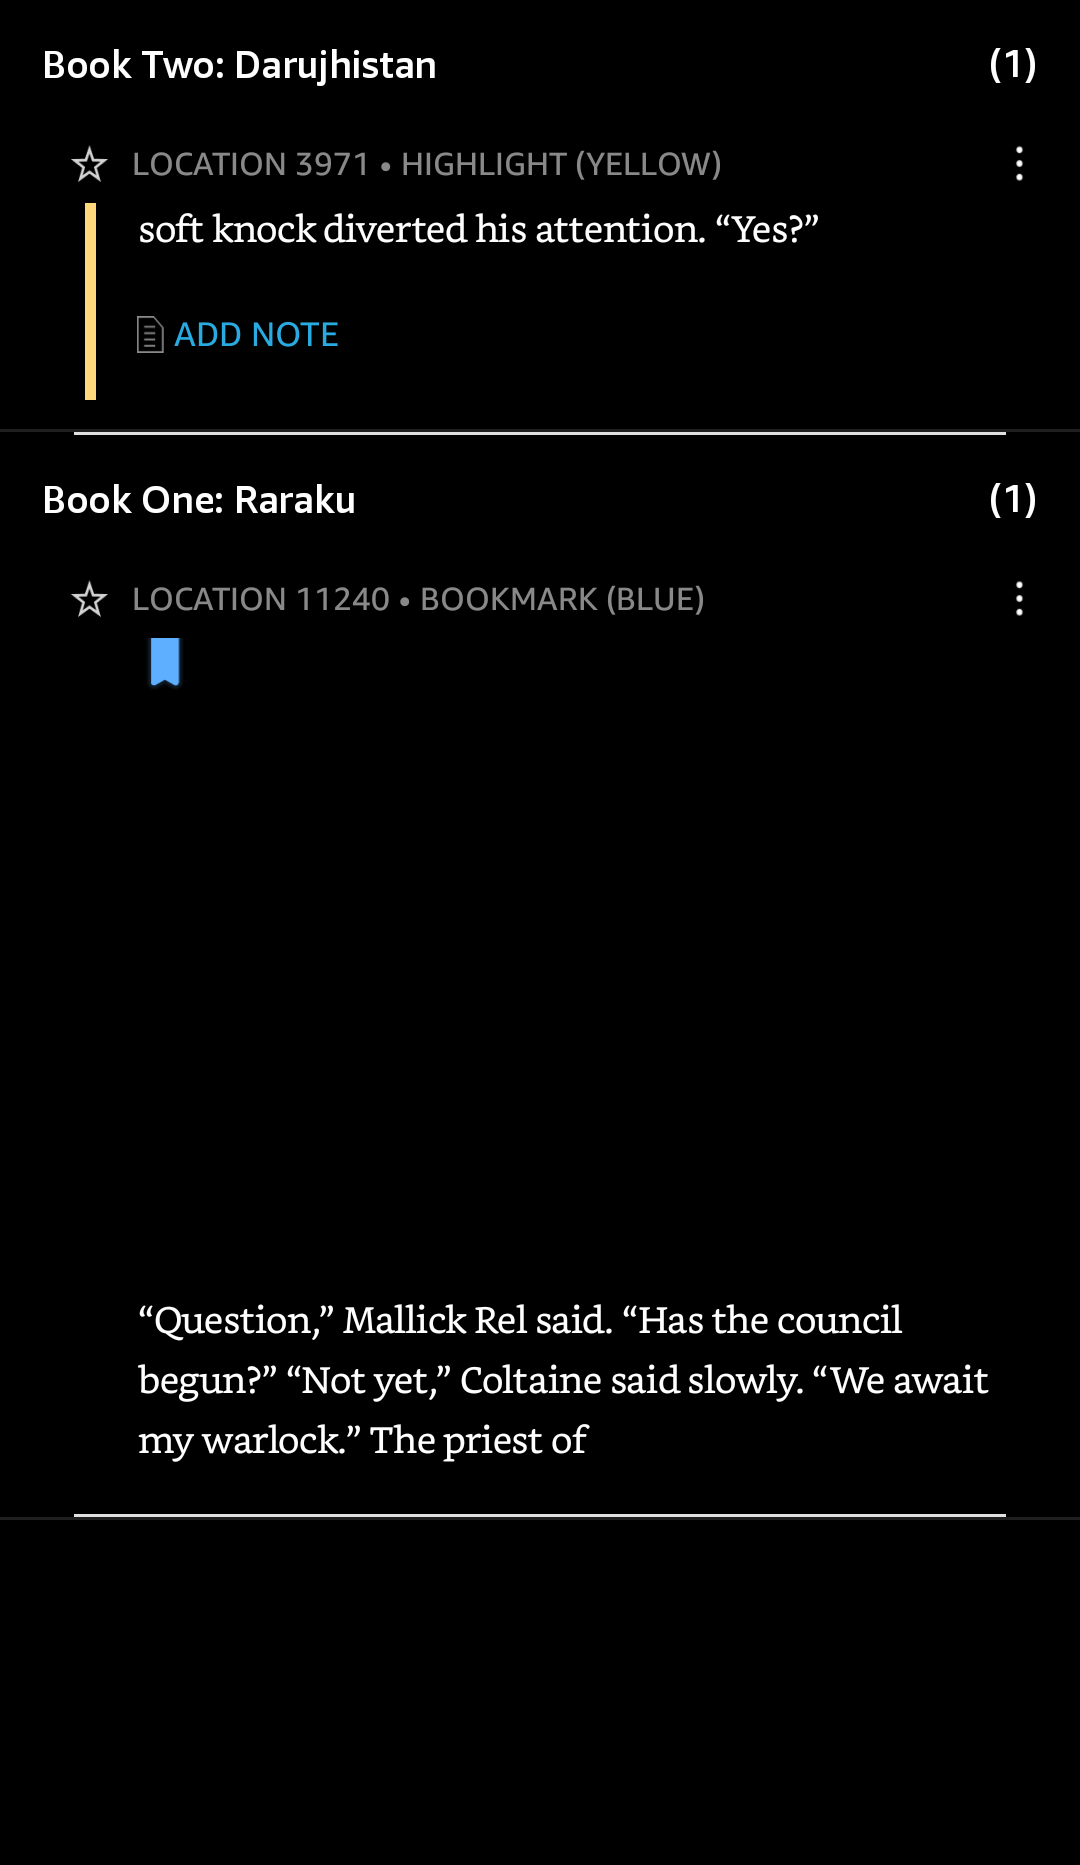 Book Two: Darujhistan (1)
LOCATION 3971 • HIGHLIGHT (YELLOW)
soft knock diverted his attention. “Yes?”
ADD NOTE
Book One: Raraku (1)
LOCATION 11240 • BOOKMARK (BLUE)
“Question,” Mallick Rel said. “Has the council
begun?” “Not yet,” Coltaine said slowly. “We await
my warlock.” The priest of